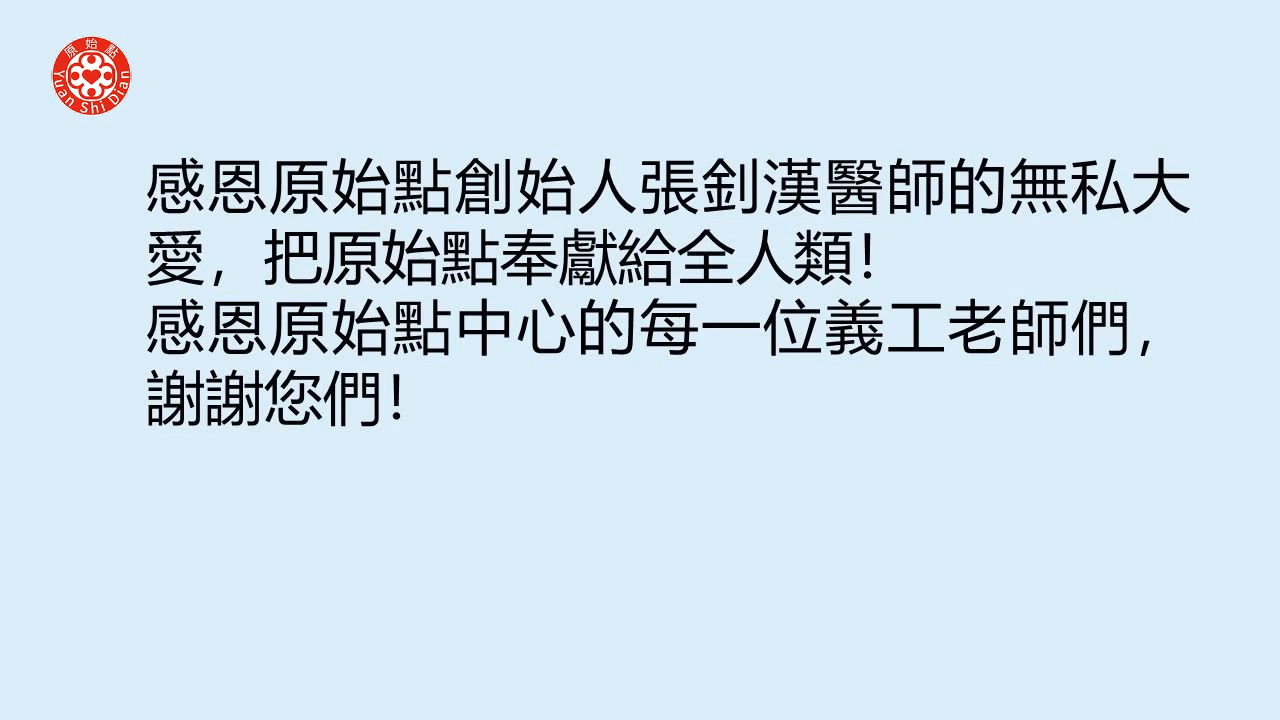 原始點
Yuan Shi Dian
感恩原始點創始人張釗漢醫師的無私大
愛，把原始點奉獻給全人類！
感恩原始點中心的每一位義工老師們，
謝謝您們！